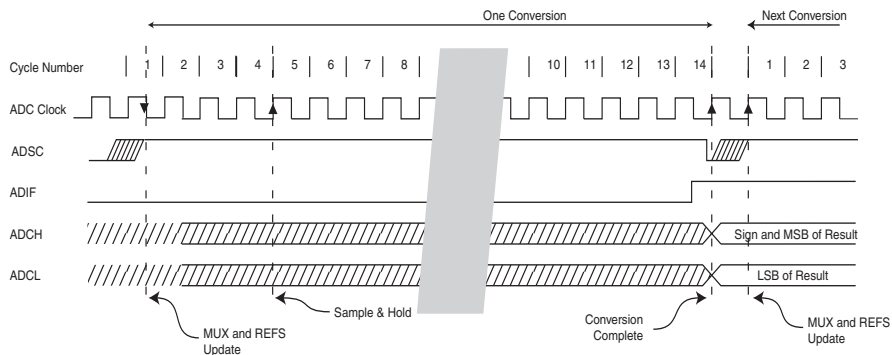 One Conversion
Next Conversion
Cycle Number 1 2 3 4 5 6 7 8 10 11 12 13 14 1 2 3
ADC Clock
ADSC
ADIF
ADCH
Sign and MSB of Result
ADCL
LSB of Result
MUX and REFS
Update
Sample & Hold
Conversion
Complete
MUX and REFS
Update